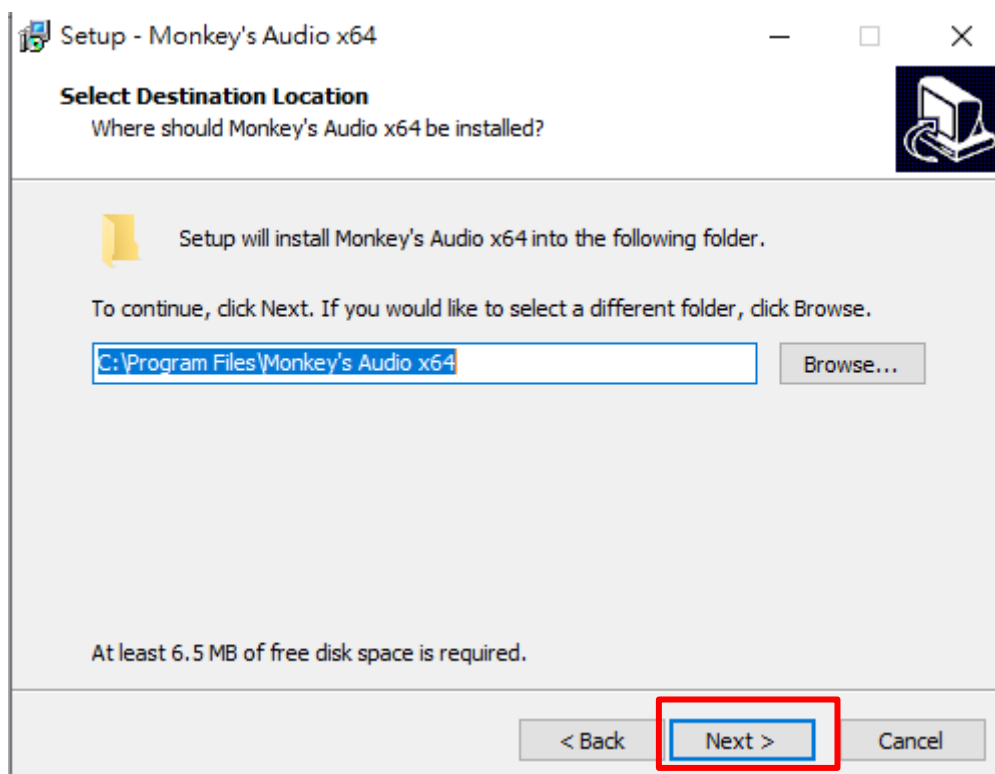 Setup - Monkey's Audio x64
Select Destination Location
Where should Monkey's Audio x64 be installed?
Setup will install Monkey's Audio x64 into the following folder.
To continue, click Next. If you would like to select a different folder, click Browse.
C:\Program Files\Monkey's Audio x64
Browse...
At least 6.5 MB of free disk space is required.
< Back
Next >
Cancel